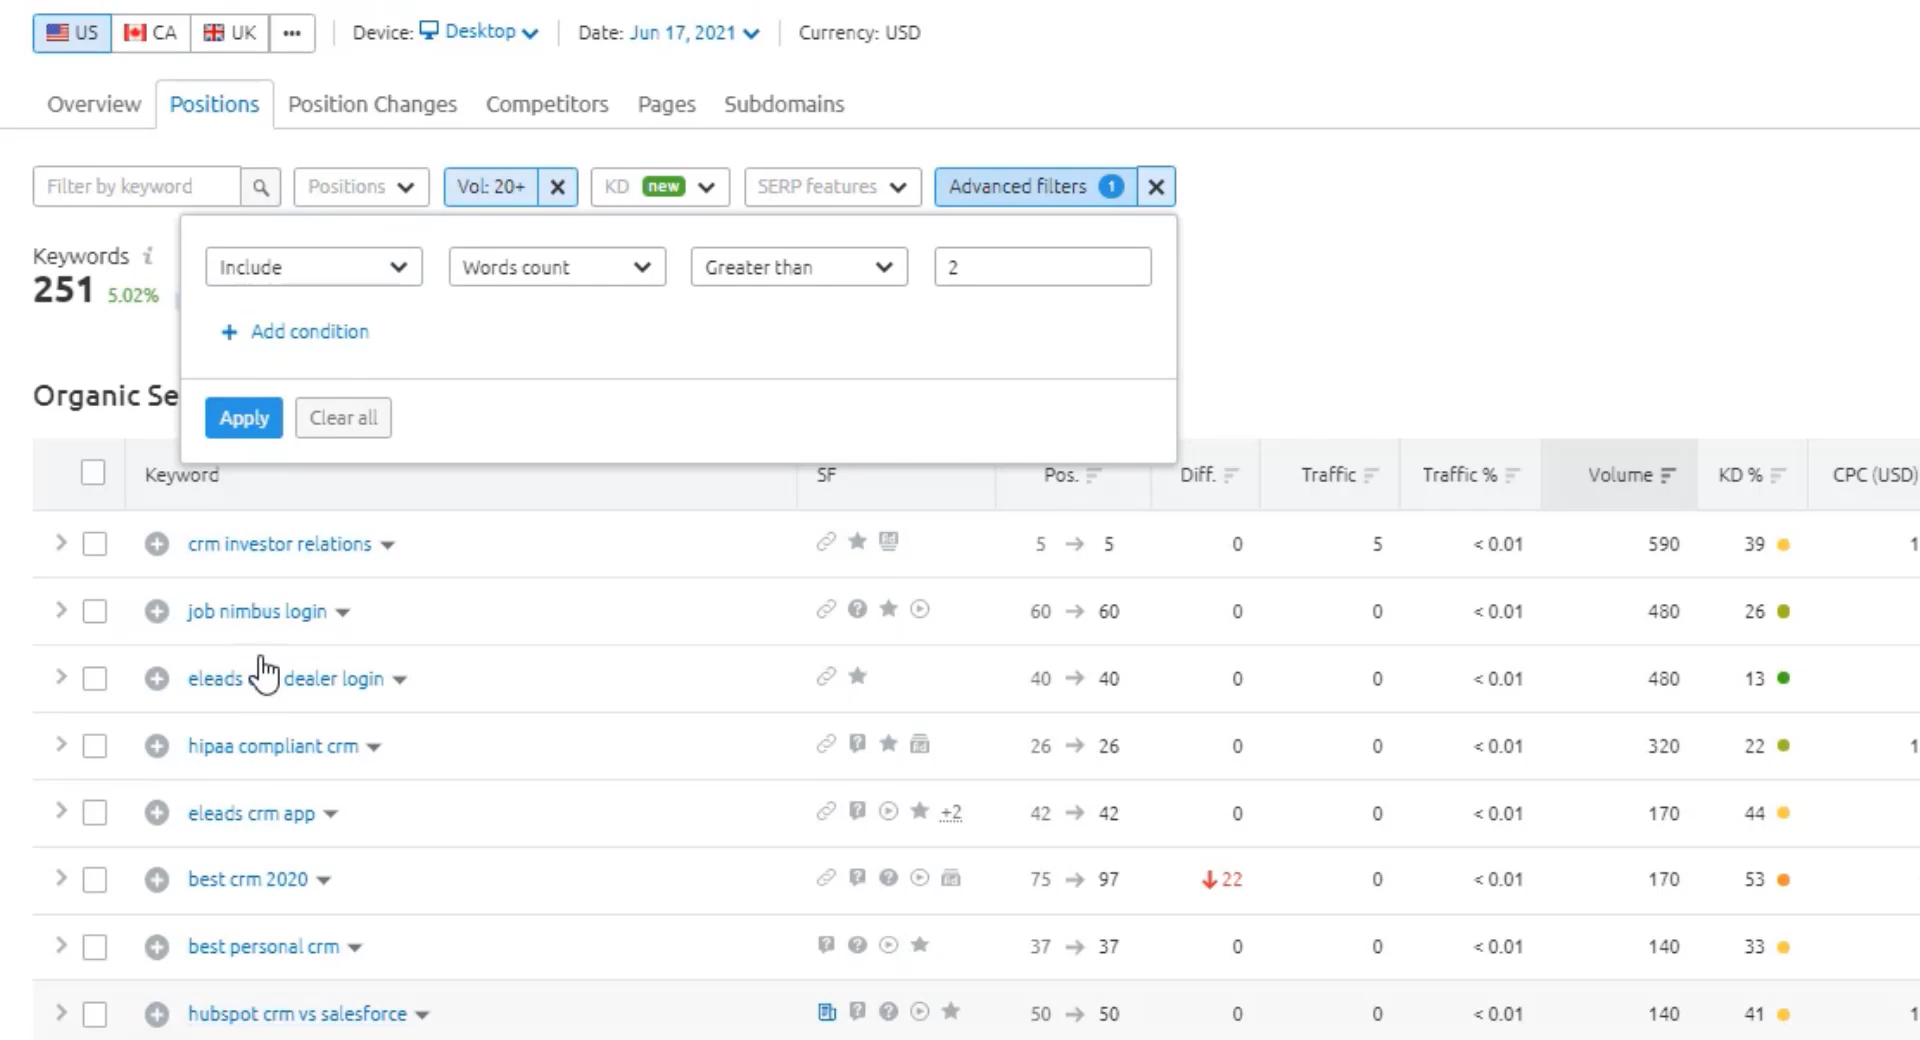 US CA UK ... Device: Desktop Date: Jun 17, 2021 Currency: USD
Overview Positions Position Changes Competitors Pages Subdomains
Filter by keyword Positions Vol: 20+ KD new SERP features Advanced filters 1
Keywords i
251 5.02%
Include Words count Greater than 2
+ Add condition
Organic Se
Apply Clear all
Keyword SF Pos. Diff. Traffic Traffic % Volume KD % CPC (USD)
crm investor relations 5 → 5 0 5 < 0.01 590 39 1
job nimbus login 60 → 60 0 0 < 0.01 480 26
eleads dealer login 40 → 40 0 0 < 0.01 480 13
hipaa compliant crm 26 → 26 0 0 < 0.01 320 22 1
eleads crm app +2 42 → 42 0 0 < 0.01 170 44
best crm 2020 75 → 97 ↓22 0 < 0.01 170 53
best personal crm 37 → 37 0 0 < 0.01 140 33
hubspot crm vs salesforce 50 → 50 0 0 < 0.01 140 41 1